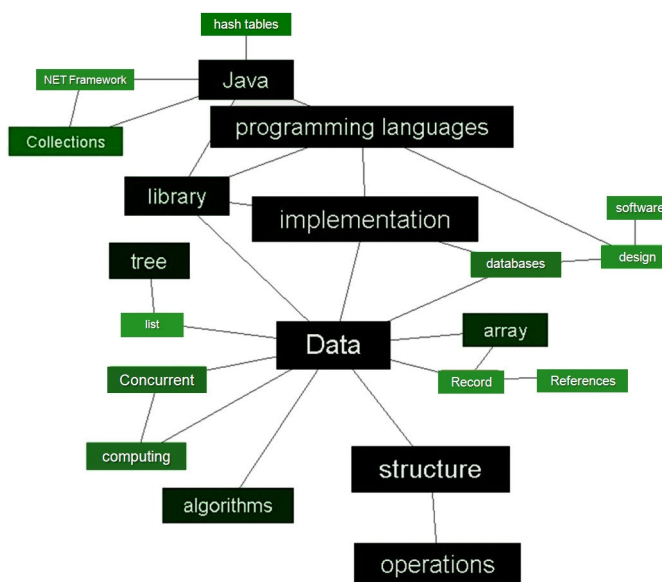 hash tables
NET Framework
Java
programming languages
Collections
library
implementation
software
tree
databases
design
list
Data
array
Concurrent
Record
References
computing
structure
algorithms
operations